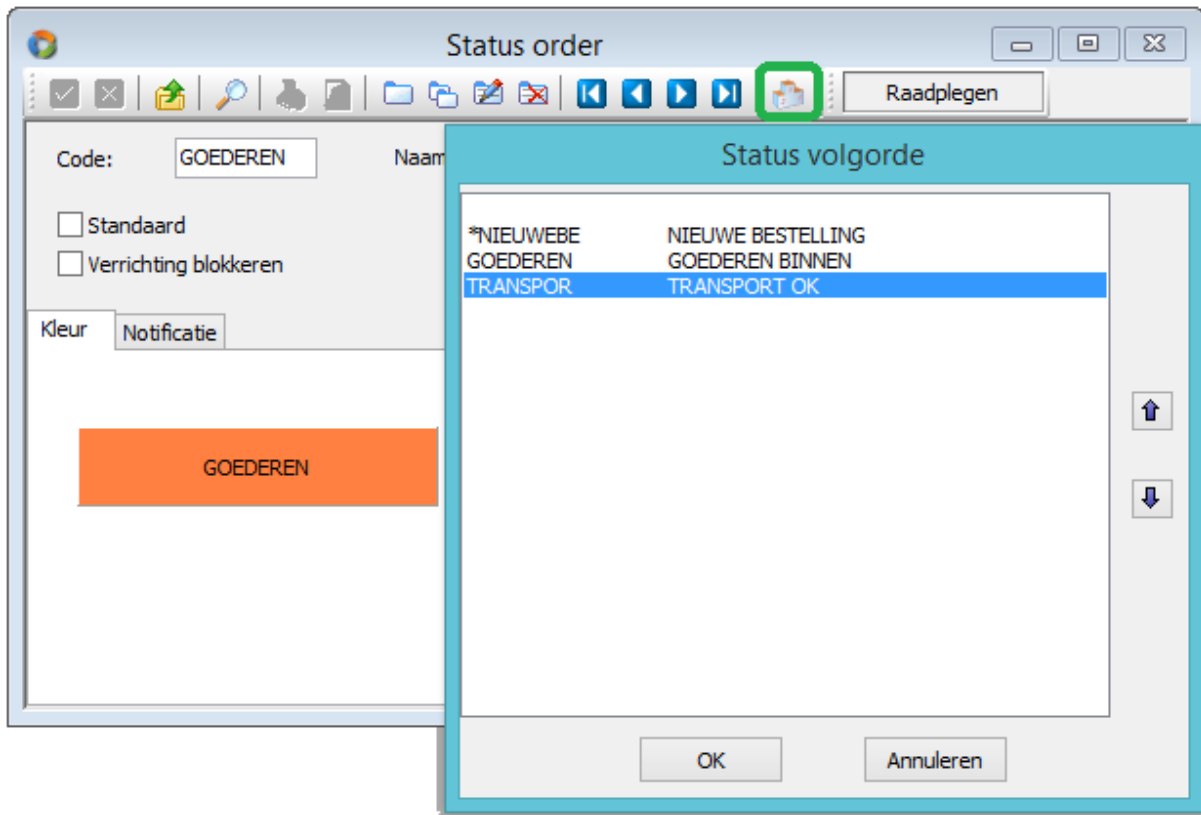 Status order
Raadplegen
Code: GOEDEREN Naam
Standaard
Verrichting blokkeren
Kleur Notificatie
GOEDEREN
Status volgorde
*NIEUWEBE NIEUWE BESTELLING
GOEDEREN GOEDEREN BINNEN
TRANSPOR TRANSPORT OK
OK Annuleren